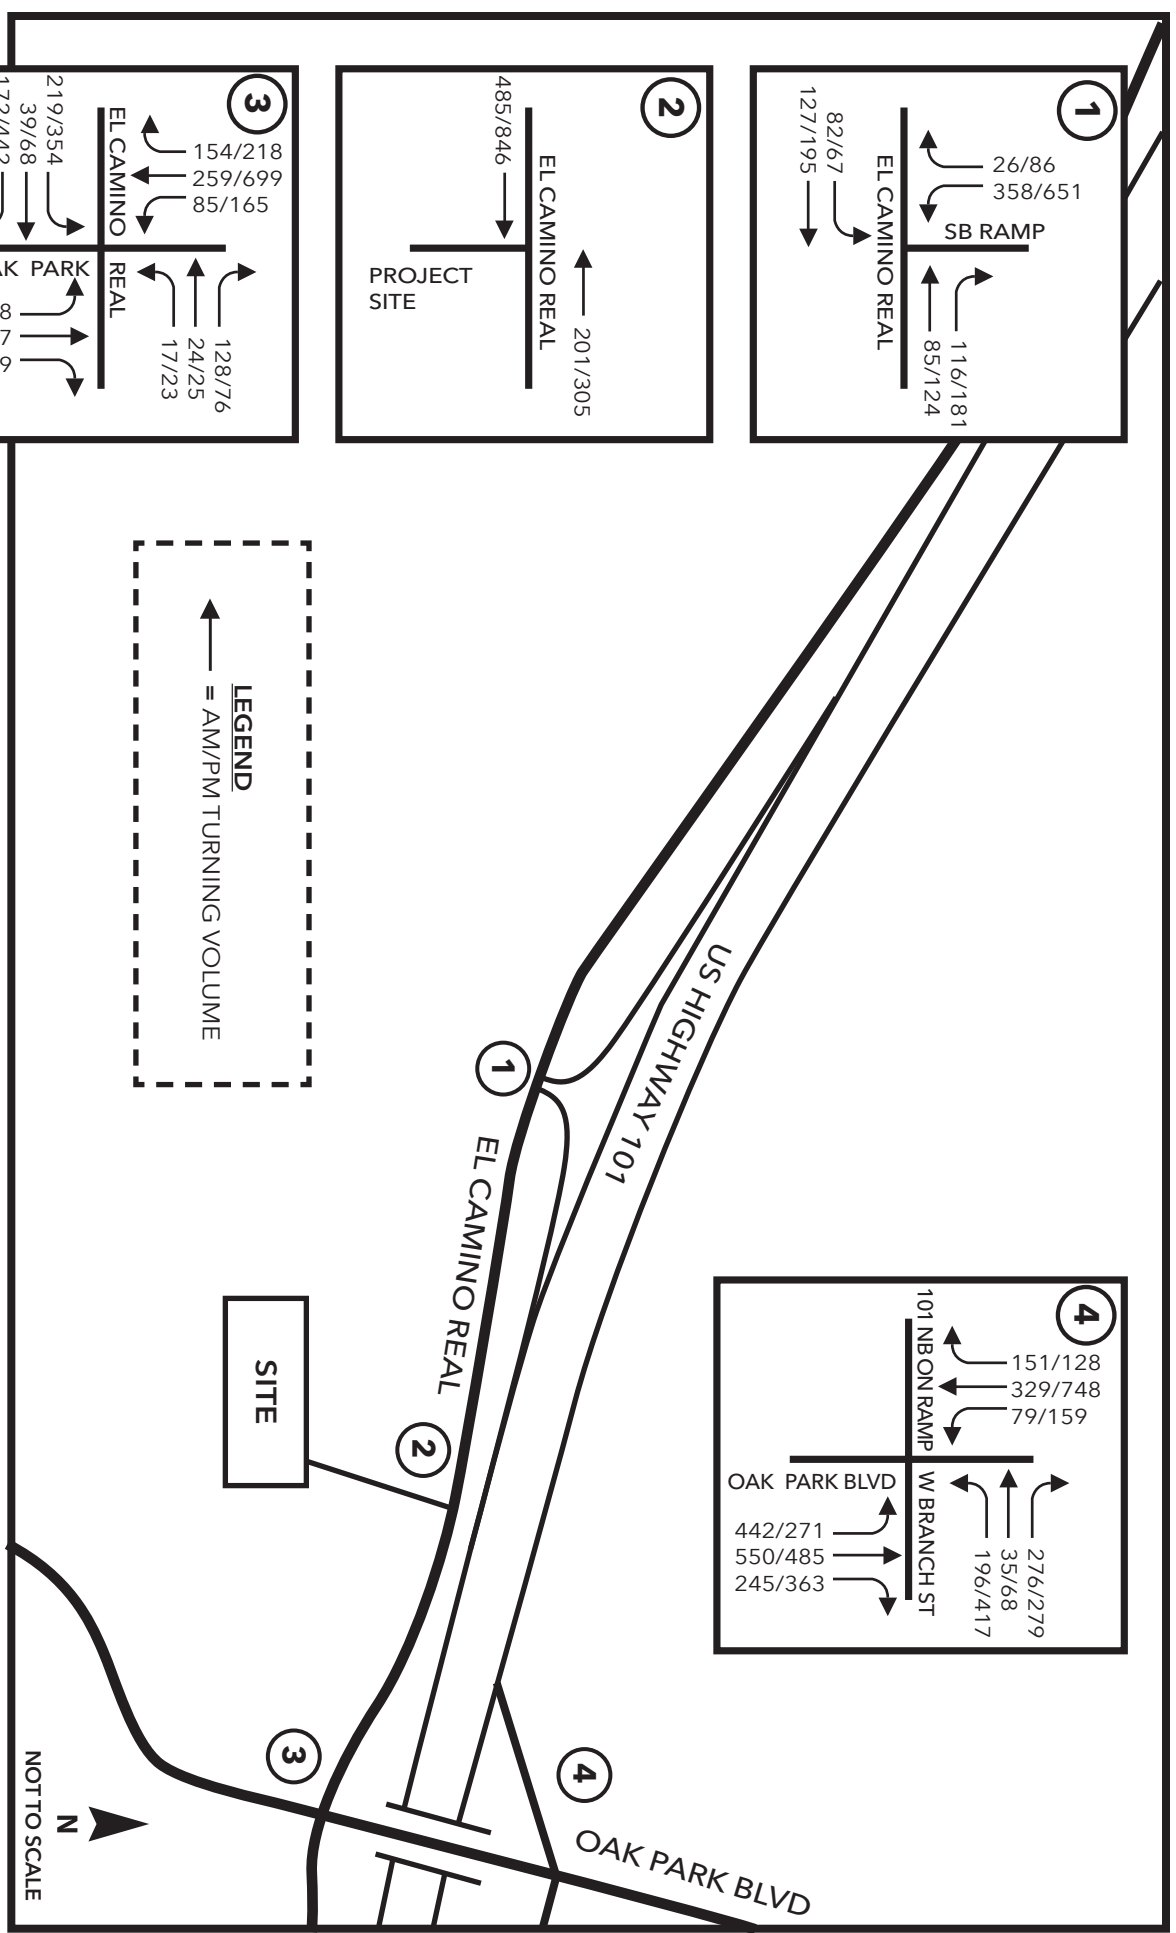 1
26/86
358/651
SB RAMP
EL CAMINO REAL
82/67
127/195
116/181
85/124
2
EL CAMINO REAL
485/846
201/305
PROJECT
SITE
3
154/218
259/699
85/165
EL CAMINO REAL
219/354
39/68
PARK
128/76
24/25
17/23
4
151/128
329/748
79/159
101 NB ON RAMP
W BRANCH ST
OAK PARK BLVD
442/271
550/485
245/363
276/279
35/68
196/417
US HIGHWAY 101
EL CAMINO REAL
OAK PARK BLVD
1
2
3
4
SITE
LEGEND
= AM/PM TURNING VOLUME
N
NOT TO SCALE